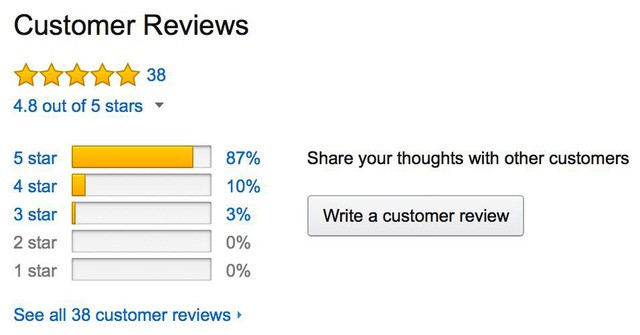 Customer Reviews
38
4.8 out of 5 stars
5 star 87%
4 star 10%
3 star 3%
2 star 0%
1 star 0%
See all 38 customer reviews
Share your thoughts with other customers
Write a customer review